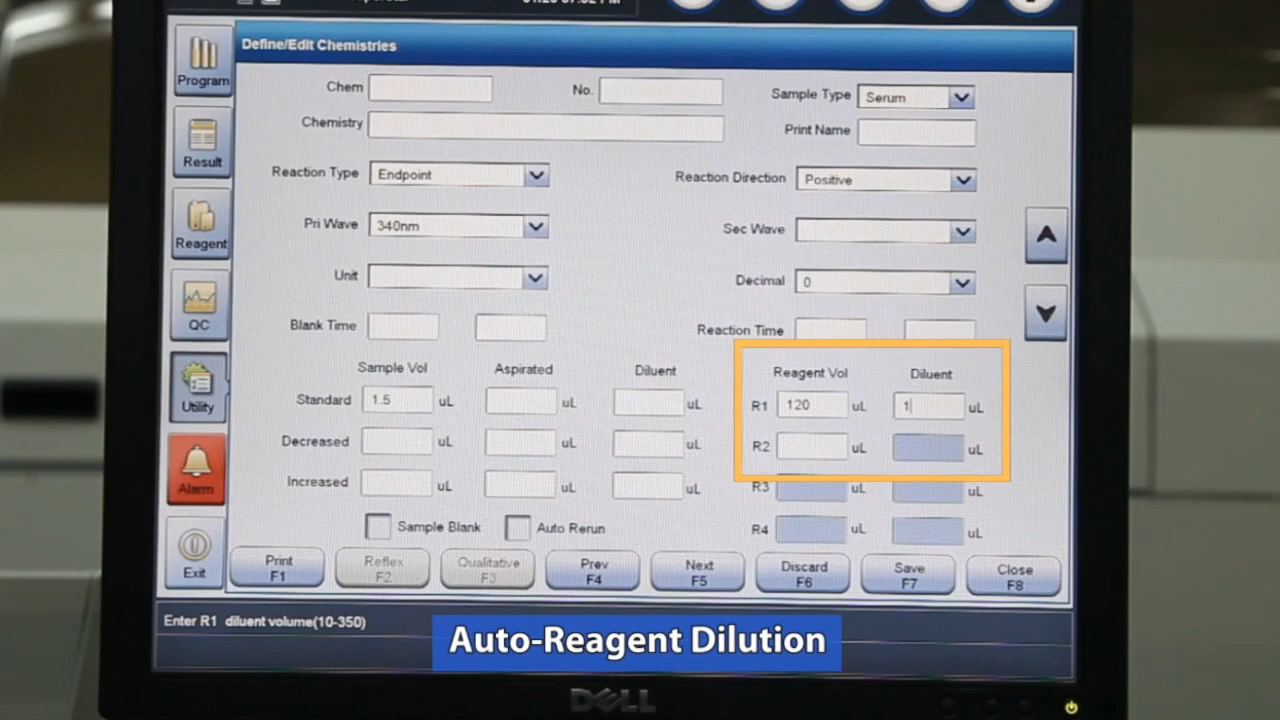 Define/Edit Chemistries
Program
Result
Reagent
QC
Utility
Alarm
Exit
Chem
No.
Sample Type Serum
Chemistry
Print Name
Reaction Type Endpoint
Reaction Direction Positive
Pri Wave 340nm
Sec Wave
Unit
Decimal 0
Blank Time
Reaction Time
Sample Vol Aspirated Diluent Reagent Vol Diluent
Standard 1.5 uL uL uL R1 120 uL 1 uL
Decreased uL uL uL R2 uL uL
Increased uL uL uL R3 uL uL
Sample Blank Auto Rerun R4 uL uL
Print Reflex Qualitative Prev Next Discard Save Close
F1 F2 F3 F4 F5 F6 F7 F8
Enter R1 diluent volume(10-350)
Auto-Reagent Dilution
DELL